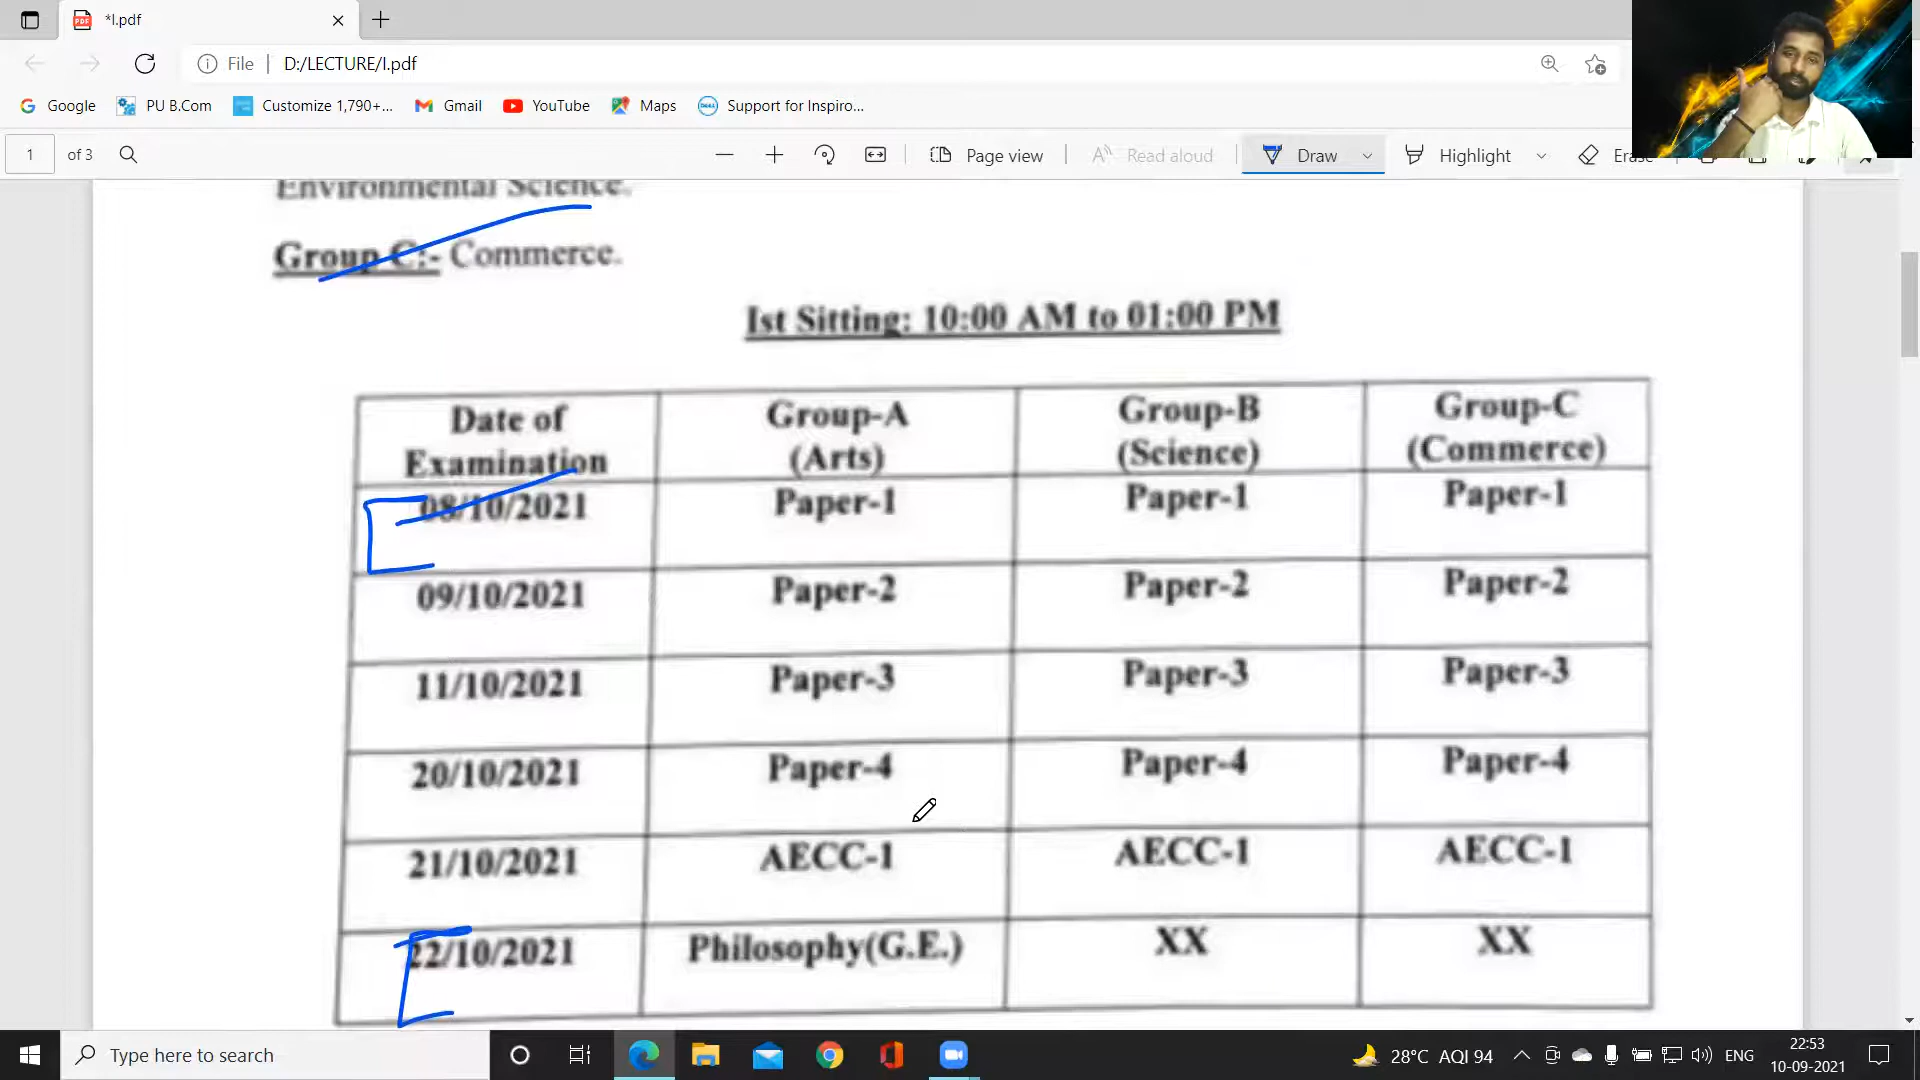 *I.pdf
File D:/LECTURE/I.pdf
Google PU B.Com Customize 1,790+... Gmail YouTube Maps Support for Inspiro...
1 of 3 Page view Read aloud Draw Highlight Erase
Environmental Science.
Group C:- Commerce.
Ist Sitting: 10:00 AM to 01:00 PM
Date of Examination Group-A (Arts) Group-B (Science) Group-C (Commerce)
08/10/2021 Paper-1 Paper-1 Paper-1
09/10/2021 Paper-2 Paper-2 Paper-2
11/10/2021 Paper-3 Paper-3 Paper-3
20/10/2021 Paper-4 Paper-4 Paper-4
21/10/2021 AECC-1 AECC-1 AECC-1
22/10/2021 Philosophy(G.E.) XX XX
Type here to search 28°C AQI 94 ENG 22:53
10-09-2021